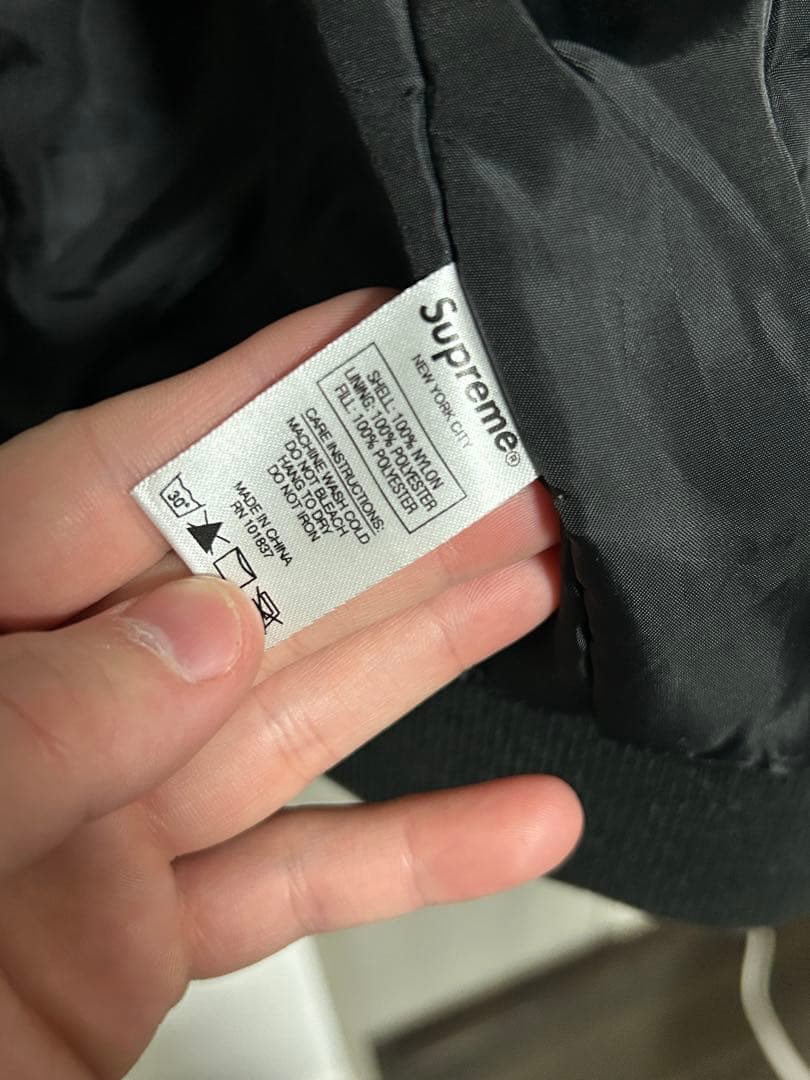 Supreme®
NEW YORK CITY
SHELL: 100% NYLON
LINING: 100% POLYESTER
FILL: 100% POLYESTER
CARE INSTRUCTIONS:
MACHINE WASH COLD
DO NOT BLEACH
HANG TO DRY
DO NOT IRON
MADE IN CHINA
RN 101837
30°